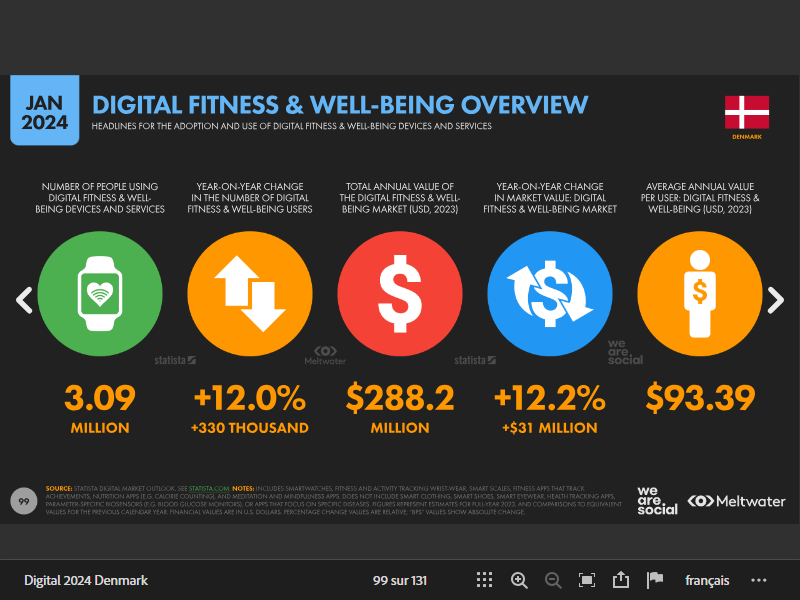 JAN
2024
DIGITAL FITNESS & WELL-BEING OVERVIEW
HEADLINES FOR THE ADOPTION AND USE OF DIGITAL FITNESS & WELL-BEING DEVICES AND SERVICES
DENMARK
NUMBER OF PEOPLE USING
DIGITAL FITNESS & WELL-
BEING DEVICES AND SERVICES
YEAR-ON-YEAR CHANGE
IN THE NUMBER OF DIGITAL
FITNESS & WELL-BEING USERS
TOTAL ANNUAL VALUE OF
THE DIGITAL FITNESS & WELL-
BEING MARKET (USD, 2023)
YEAR-ON-YEAR CHANGE
IN MARKET VALUE: DIGITAL
FITNESS & WELL-BEING MARKET
AVERAGE ANNUAL VALUE
PER USER: DIGITAL FITNESS &
WELL-BEING (USD, 2023)
$
$
$
statista
Meltwater
statista
we
are.
social
3.09
MILLION
+12.0%
+330 THOUSAND
$288.2
MILLION
+12.2%
+$31 MILLION
$93.39
99
SOURCE: STATISTA DIGITAL MARKET OUTLOOK. SEE STATISTA.COM. NOTES: INCLUDES SMARTWATCHES, FITNESS AND ACTIVITY TRACKING WRIST-WEAR, SMART SCALES, FITNESS APPS THAT TRACK
ACHIEVEMENTS, NUTRITION APPS (E.G. CALORIE COUNTING), AND MEDITATION AND MINDFULNESS APPS. DOES NOT INCLUDE SMART CLOTHING, SMART SHOES, SMART EYEWEAR, HEALTH TRACKING APPS,
PARAMETER-SPECIFIC BIOSENSORS (E.G. BLOOD GLUCOSE MONITORS), OR APPS THAT FOCUS ON SPECIFIC DISEASES. FIGURES REPRESENT ESTIMATES FOR FULL-YEAR 2023, AND COMPARISONS TO EQUIVALENT
VALUES FOR THE PREVIOUS CALENDAR YEAR. FINANCIAL VALUES ARE IN U.S. DOLLARS. PERCENTAGE CHANGE VALUES ARE RELATIVE. "BPS" VALUES SHOW ABSOLUTE CHANGE.
we
are.
social
Meltwater
Digital 2024 Denmark
99 sur 131
français